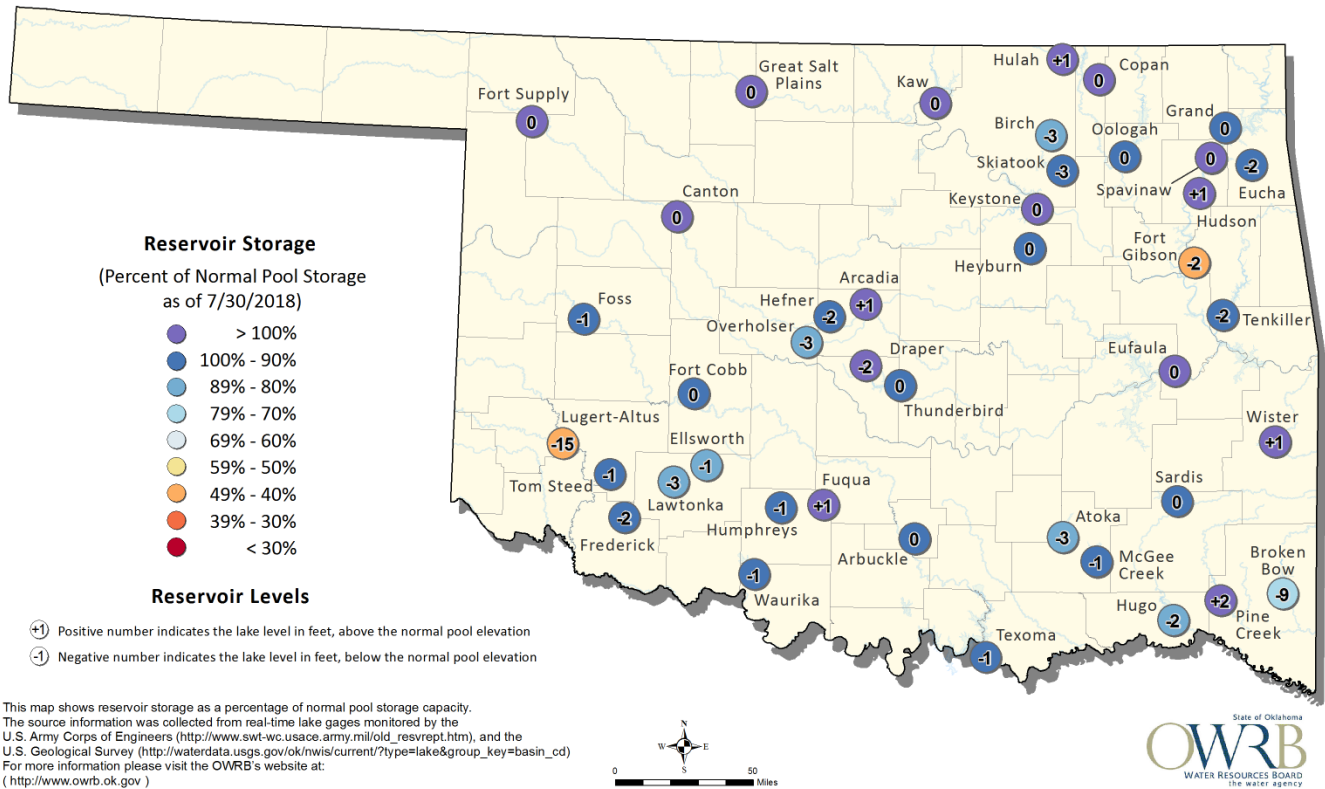 Hulah
+1
Copan
0
Great Salt
Plains
0
Kaw
0
Fort Supply
0
Grand
0
Birch
-3
Oologah
0
Skiatook
-3
Spavinaw
0
-2
Eucha
+1
Hudson
Canton
0
Keystone
0
Heyburn
0
Fort
Gibson
-2
Arcadia
+1
Foss
-1
Hefner
-2
Overholser
-3
-2
Tenkiller
Draper
-2
Eufaula
0
Fort Cobb
0
0
Thunderbird
Lugert-Altus
-15
Wister
+1
Ellsworth
-1
Tom Steed
-1
-3
Lawtonka
Fuqua
+1
Sardis
0
-2
Frederick
-1
Humphreys
Atoka
-3
Arbuckle
0
-1
McGee
Creek
Broken
Bow
-9
-1
Waurika
Hugo
-2
+2
Pine
Creek
Texoma
-1
Reservoir Storage
(Percent of Normal Pool Storage
as of 7/30/2018)
> 100%
100% - 90%
89% - 80%
79% - 70%
69% - 60%
59% - 50%
49% - 40%
39% - 30%
< 30%
Reservoir Levels
+1 Positive number indicates the lake level in feet, above the normal pool elevation
-1 Negative number indicates the lake level in feet, below the normal pool elevation
This map shows reservoir storage as a percentage of normal pool storage capacity.
The source information was collected from real-time lake gages monitored by the
U.S. Army Corps of Engineers (http://www.swt-wc.usace.army.mil/old_resvrept.htm), and the
U.S. Geological Survey (http://waterdata.usgs.gov/ok/nwis/current/?type=lake&group_key=basin_cd)
For more information please visit the OWRB's website at:
( http://www.owrb.ok.gov )
N
W E
S
0 50
Miles
State of Oklahoma
OWRB
WATER RESOURCES BOARD
the water agency